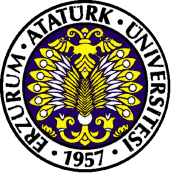 ERZURUM · ATATÜRK · ÜNİVERSİTESİ
· 1957 ·